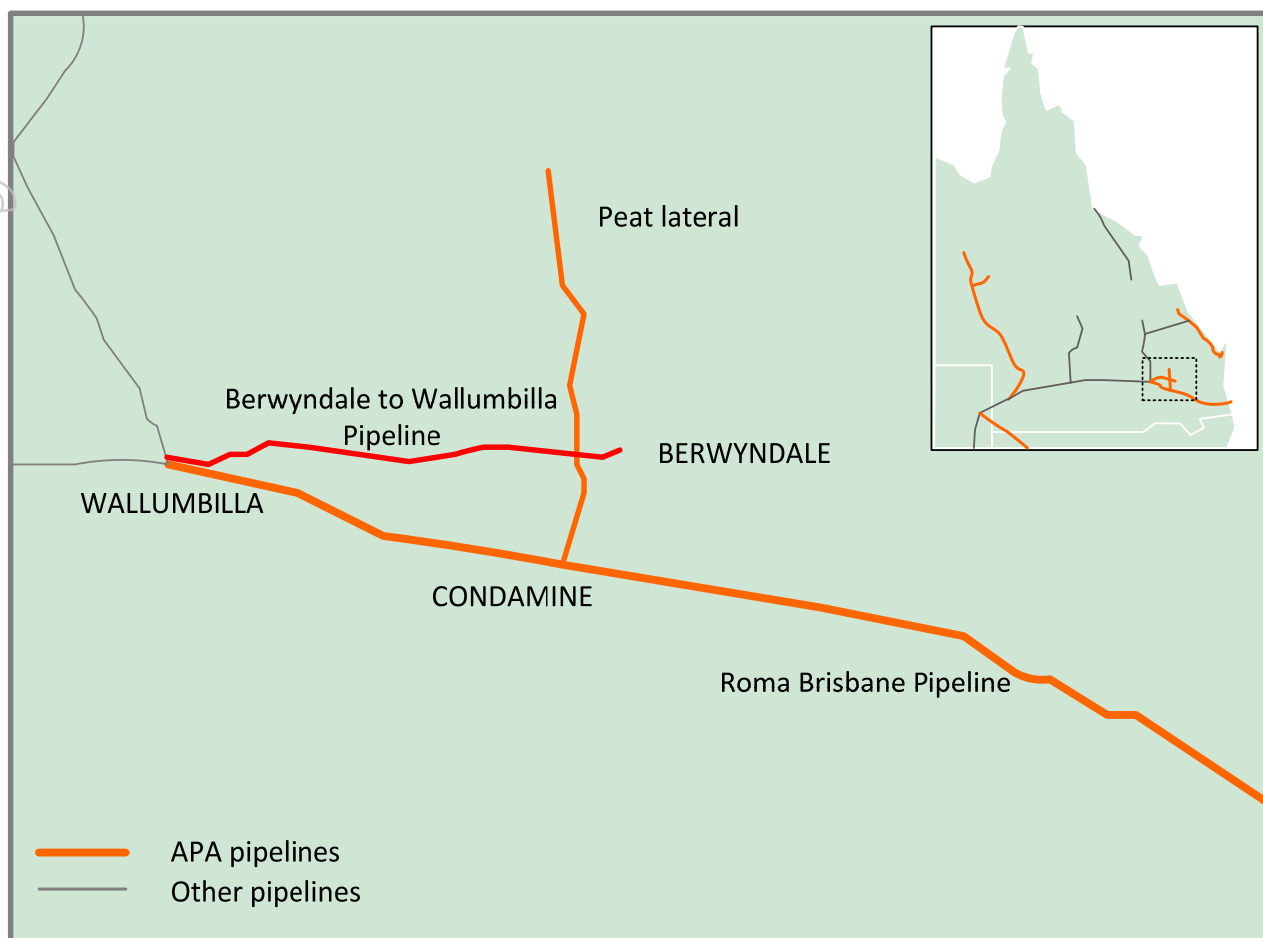 Peat lateral
Berwyndale to Wallumbilla
Pipeline
BERWYNDALE
WALLUMBILLA
CONDAMINE
Roma Brisbane Pipeline
APA pipelines
Other pipelines